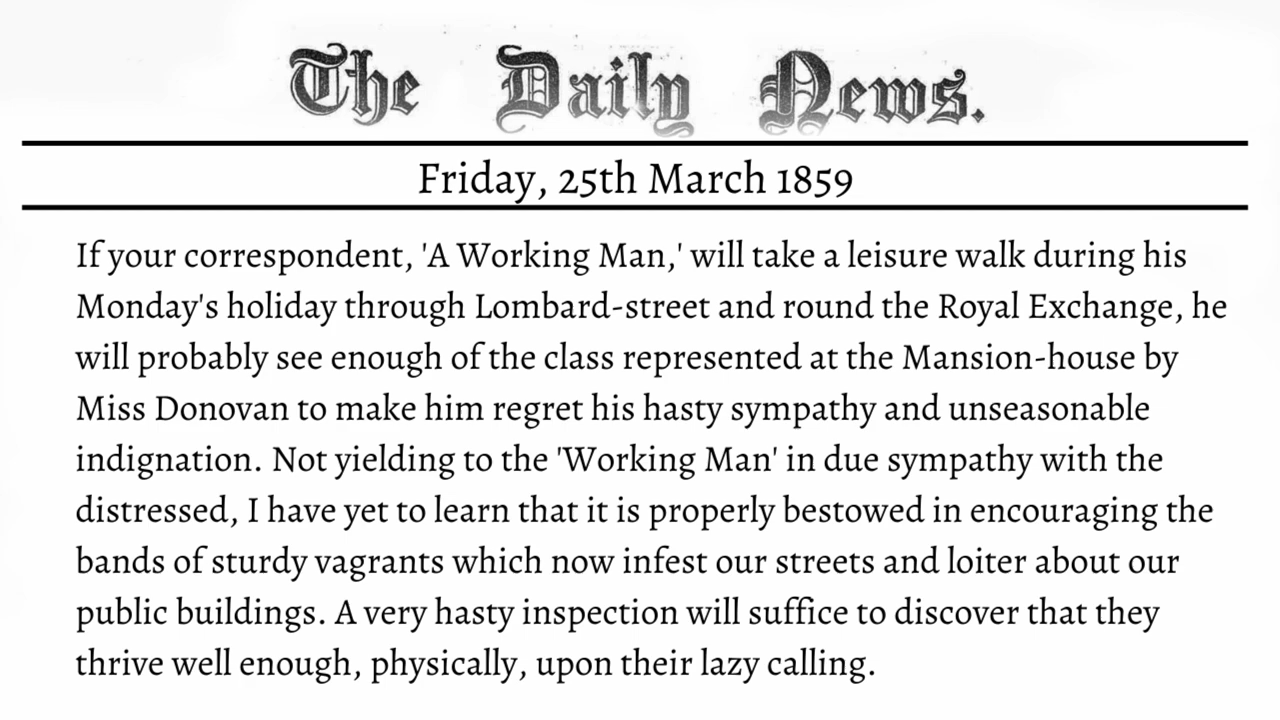 The Daily News.
Friday, 25th March 1859
If your correspondent, 'A Working Man,' will take a leisure walk during his
Monday's holiday through Lombard-street and round the Royal Exchange, he
will probably see enough of the class represented at the Mansion-house by
Miss Donovan to make him regret his hasty sympathy and unseasonable
indignation. Not yielding to the 'Working Man' in due sympathy with the
distressed, I have yet to learn that it is properly bestowed in encouraging the
bands of sturdy vagrants which now infest our streets and loiter about our
public buildings. A very hasty inspection will suffice to discover that they
thrive well enough, physically, upon their lazy calling.